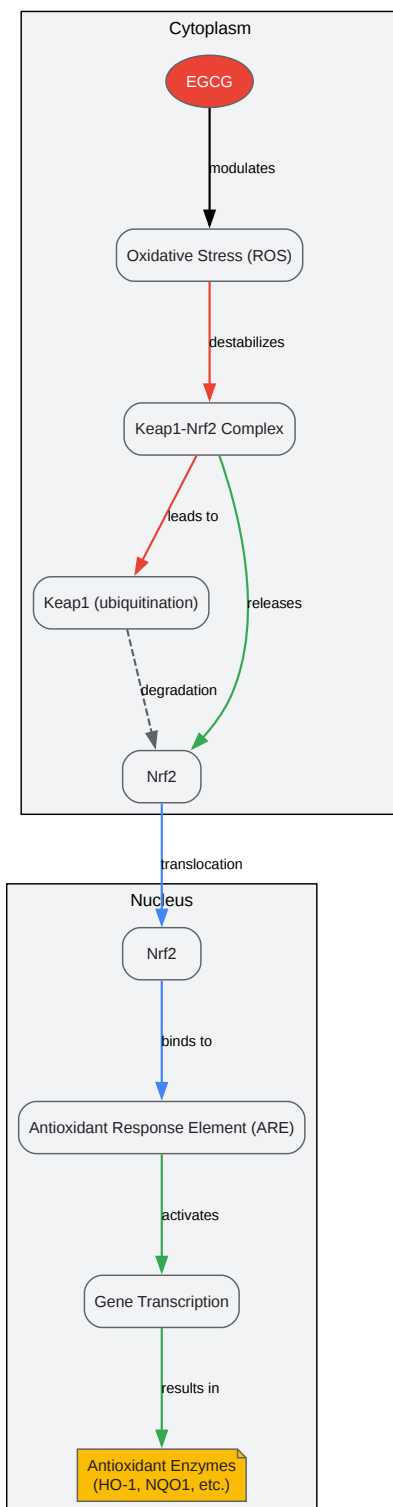 Cytoplasm
EGCG
modulates
Oxidative Stress (ROS)
destabilizes
Keap1-Nrf2 Complex
leads to
Keap1 (ubiquitination)
releases
degradation
Nrf2
translocation
Nucleus
Nrf2
binds to
Antioxidant Response Element (ARE)
activates
Gene Transcription
results in
Antioxidant Enzymes
(HO-1, NQO1, etc.)